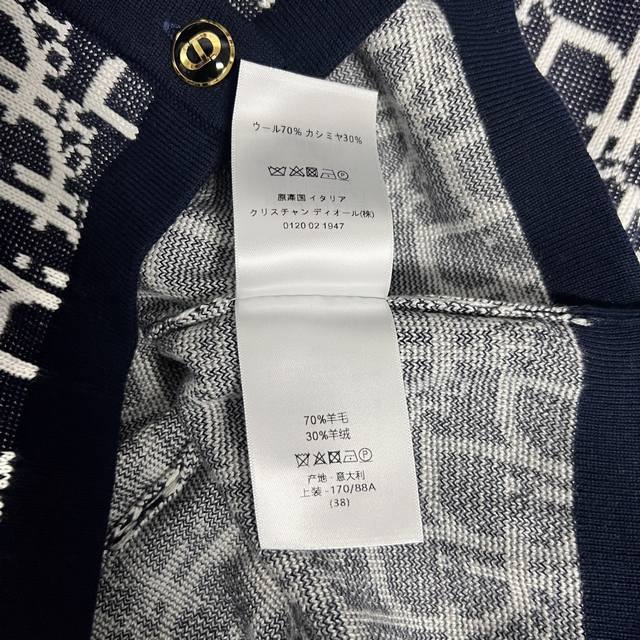 ウール70% カシミヤ30%
原産国 イタリア
クリスチャン ディオール(株)
0120 02 1947
70%羊毛
30%羊绒
产地 - 意大利
上装 -170/88A
(38)